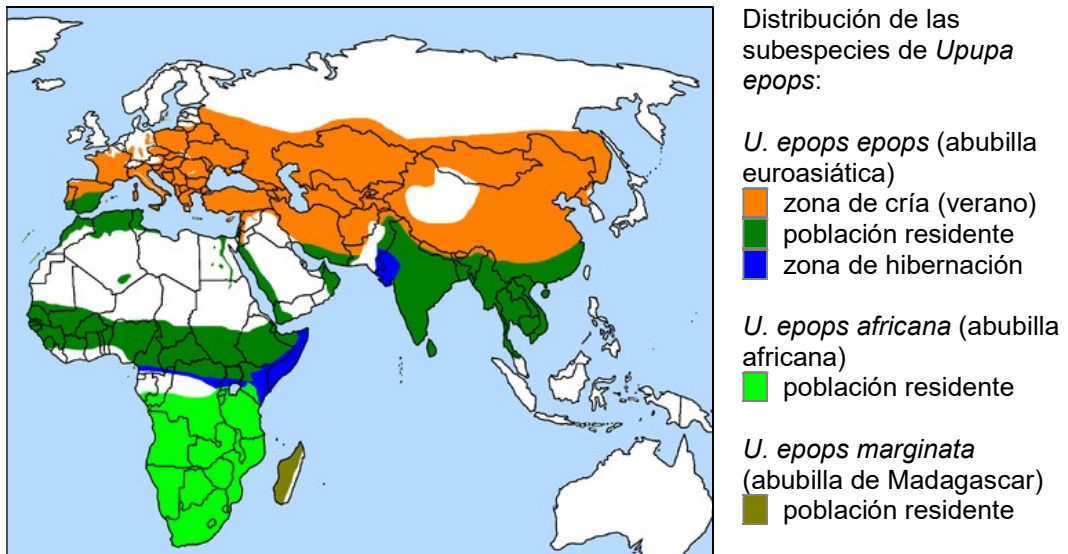 Distribución de las
subespecies de Upupa
epops:
U. epops epops (abubilla
euroasiática)
zona de cría (verano)
población residente
zona de hibernación
U. epops africana (abubilla
africana)
población residente
U. epops marginata
(abubilla de Madagascar)
población residente